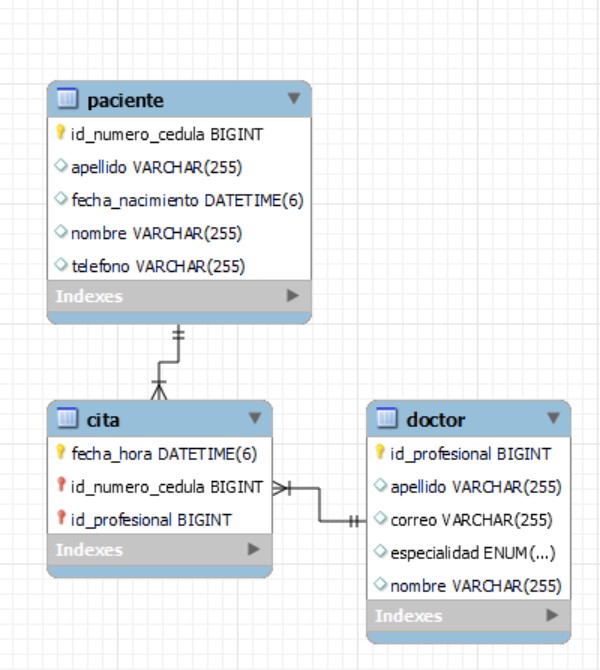 paciente
id_numero_cedula BIGINT
apellido VARCHAR(255)
fecha_nacimiento DATETIME(6)
nombre VARCHAR(255)
telefono VARCHAR(255)
Indexes
cita
fecha_hora DATETIME(6)
id_numero_cedula BIGINT
id_profesional BIGINT
Indexes
doctor
id_profesional BIGINT
apellido VARCHAR(255)
correo VARCHAR(255)
especialidad ENUM(...)
nombre VARCHAR(255)
Indexes